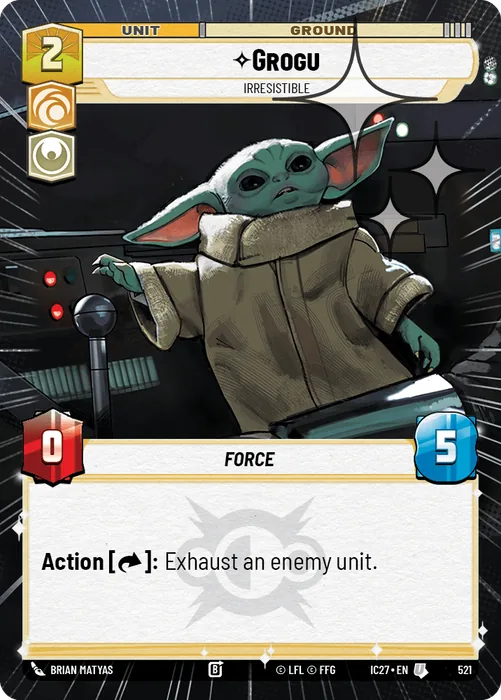 UNIT
GROUND
2
✧GROGU
IRRESISTIBLE
0
5
FORCE
Action [↷]: Exhaust an enemy unit.
BRIAN MATYAS
B
© LFL © FFG
IC27 • EN
521